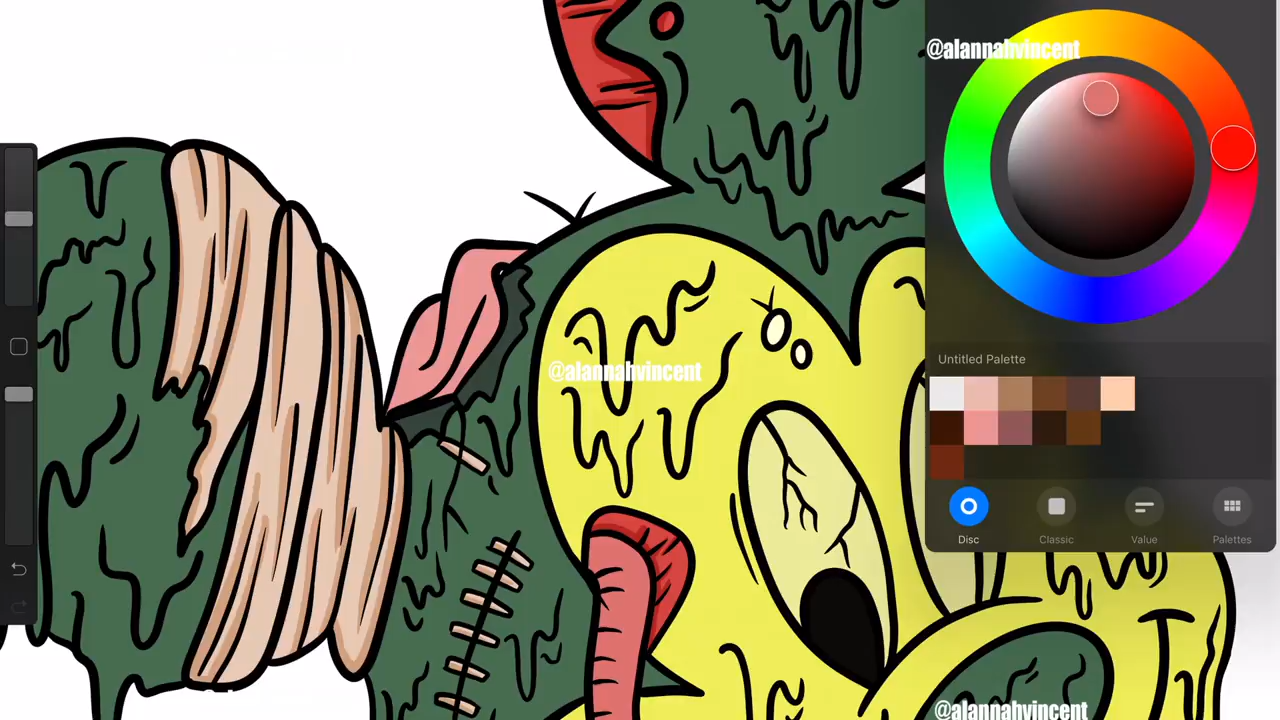 @alannahvincent
@alannahvincent
Untitled Palette
Disc
Classic
Value
Palettes
@alannahvincent